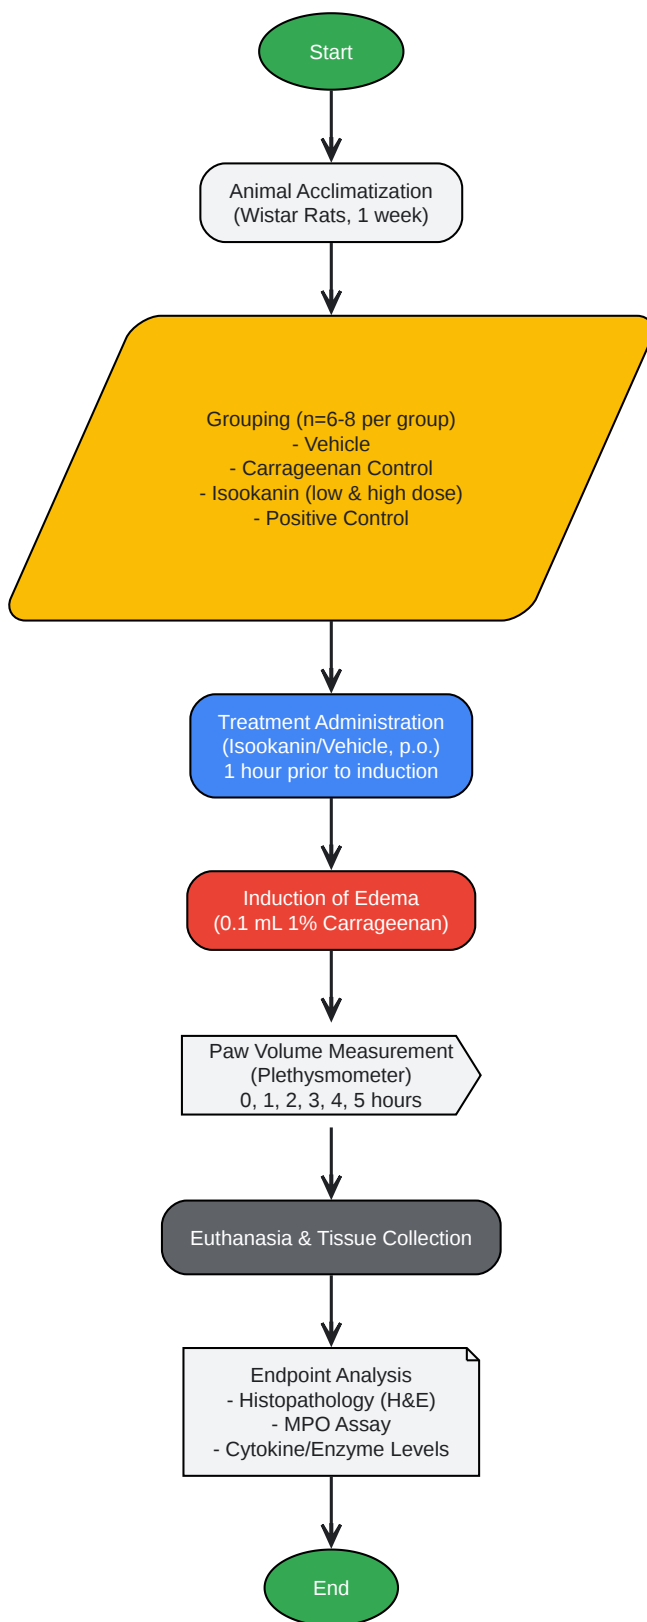 Start
Animal Acclimatization
(Wistar Rats, 1 week)
Grouping (n=6-8 per group)
- Vehicle
- Carrageenan Control
- Isookanin (low & high dose)
- Positive Control
Treatment Administration
(Isookanin/Vehicle, p.o.)
1 hour prior to induction
Induction of Edema
(0.1 mL 1% Carrageenan)
Paw Volume Measurement
(Plethysmometer)
0, 1, 2, 3, 4, 5 hours
Euthanasia & Tissue Collection
Endpoint Analysis
- Histopathology (H&E)
- MPO Assay
- Cytokine/Enzyme Levels
End